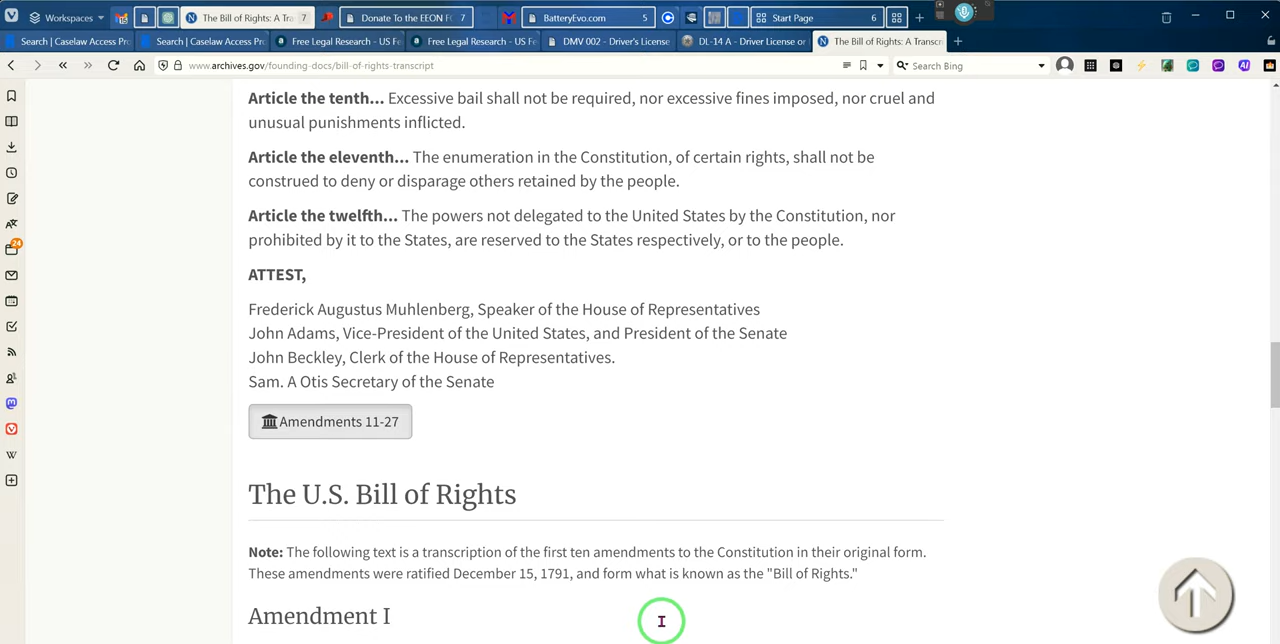 Workspaces
The Bill of Rights: A Tra 7
Donate To the EEON F 7
BatteryEvo.com 5
Start Page 6
Search | Caselaw Access Pro
Search | Caselaw Access Pro
Free Legal Research - US Fe
Free Legal Research - US Fe
DMV 002 - Driver's License
DL-14 A - Driver License or
The Bill of Rights: A Transcr
www.archives.gov/founding-docs/bill-of-rights-transcript
Search Bing
AI
24
W
Article the tenth... Excessive bail shall not be required, nor excessive fines imposed, nor cruel and
unusual punishments inflicted.
Article the eleventh... The enumeration in the Constitution, of certain rights, shall not be
construed to deny or disparage others retained by the people.
Article the twelfth... The powers not delegated to the United States by the Constitution, nor
prohibited by it to the States, are reserved to the States respectively, or to the people.
ATTEST,
Frederick Augustus Muhlenberg, Speaker of the House of Representatives
John Adams, Vice-President of the United States, and President of the Senate
John Beckley, Clerk of the House of Representatives.
Sam. A Otis Secretary of the Senate
Amendments 11-27
The U.S. Bill of Rights
Note: The following text is a transcription of the first ten amendments to the Constitution in their original form.
These amendments were ratified December 15, 1791, and form what is known as the "Bill of Rights."
Amendment I